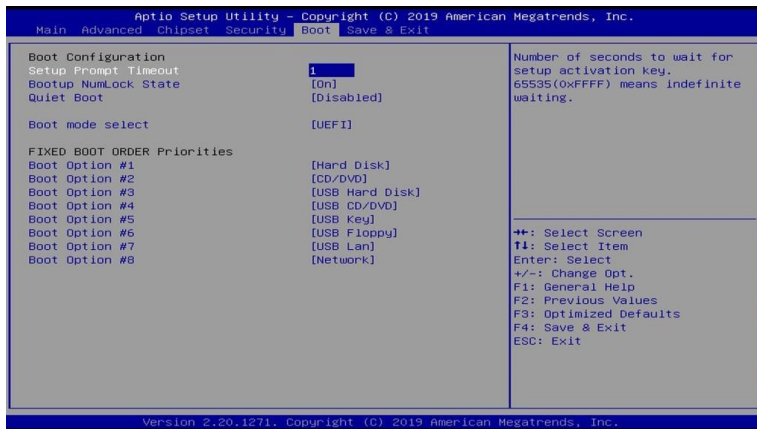 Aptio Setup Utility – Copyright (C) 2019 American Megatrends, Inc.
Main Advanced Chipset Security Boot Save & Exit
Boot Configuration
Setup Prompt Timeout 1
Bootup NumLock State [On]
Quiet Boot [Disabled]
Boot mode select [UEFI]
FIXED BOOT ORDER Priorities
Boot Option #1 [Hard Disk]
Boot Option #2 [CD/DVD]
Boot Option #3 [USB Hard Disk]
Boot Option #4 [USB CD/DVD]
Boot Option #5 [USB Key]
Boot Option #6 [USB Floppy]
Boot Option #7 [USB Lan]
Boot Option #8 [Network]
Number of seconds to wait for
setup activation key.
65535(0xFFFF) means indefinite
waiting.
→←: Select Screen
↑↓: Select Item
Enter: Select
+/-: Change Opt.
F1: General Help
F2: Previous Values
F3: Optimized Defaults
F4: Save & Exit
ESC: Exit
Version 2.20.1271. Copyright (C) 2019 American Megatrends, Inc.